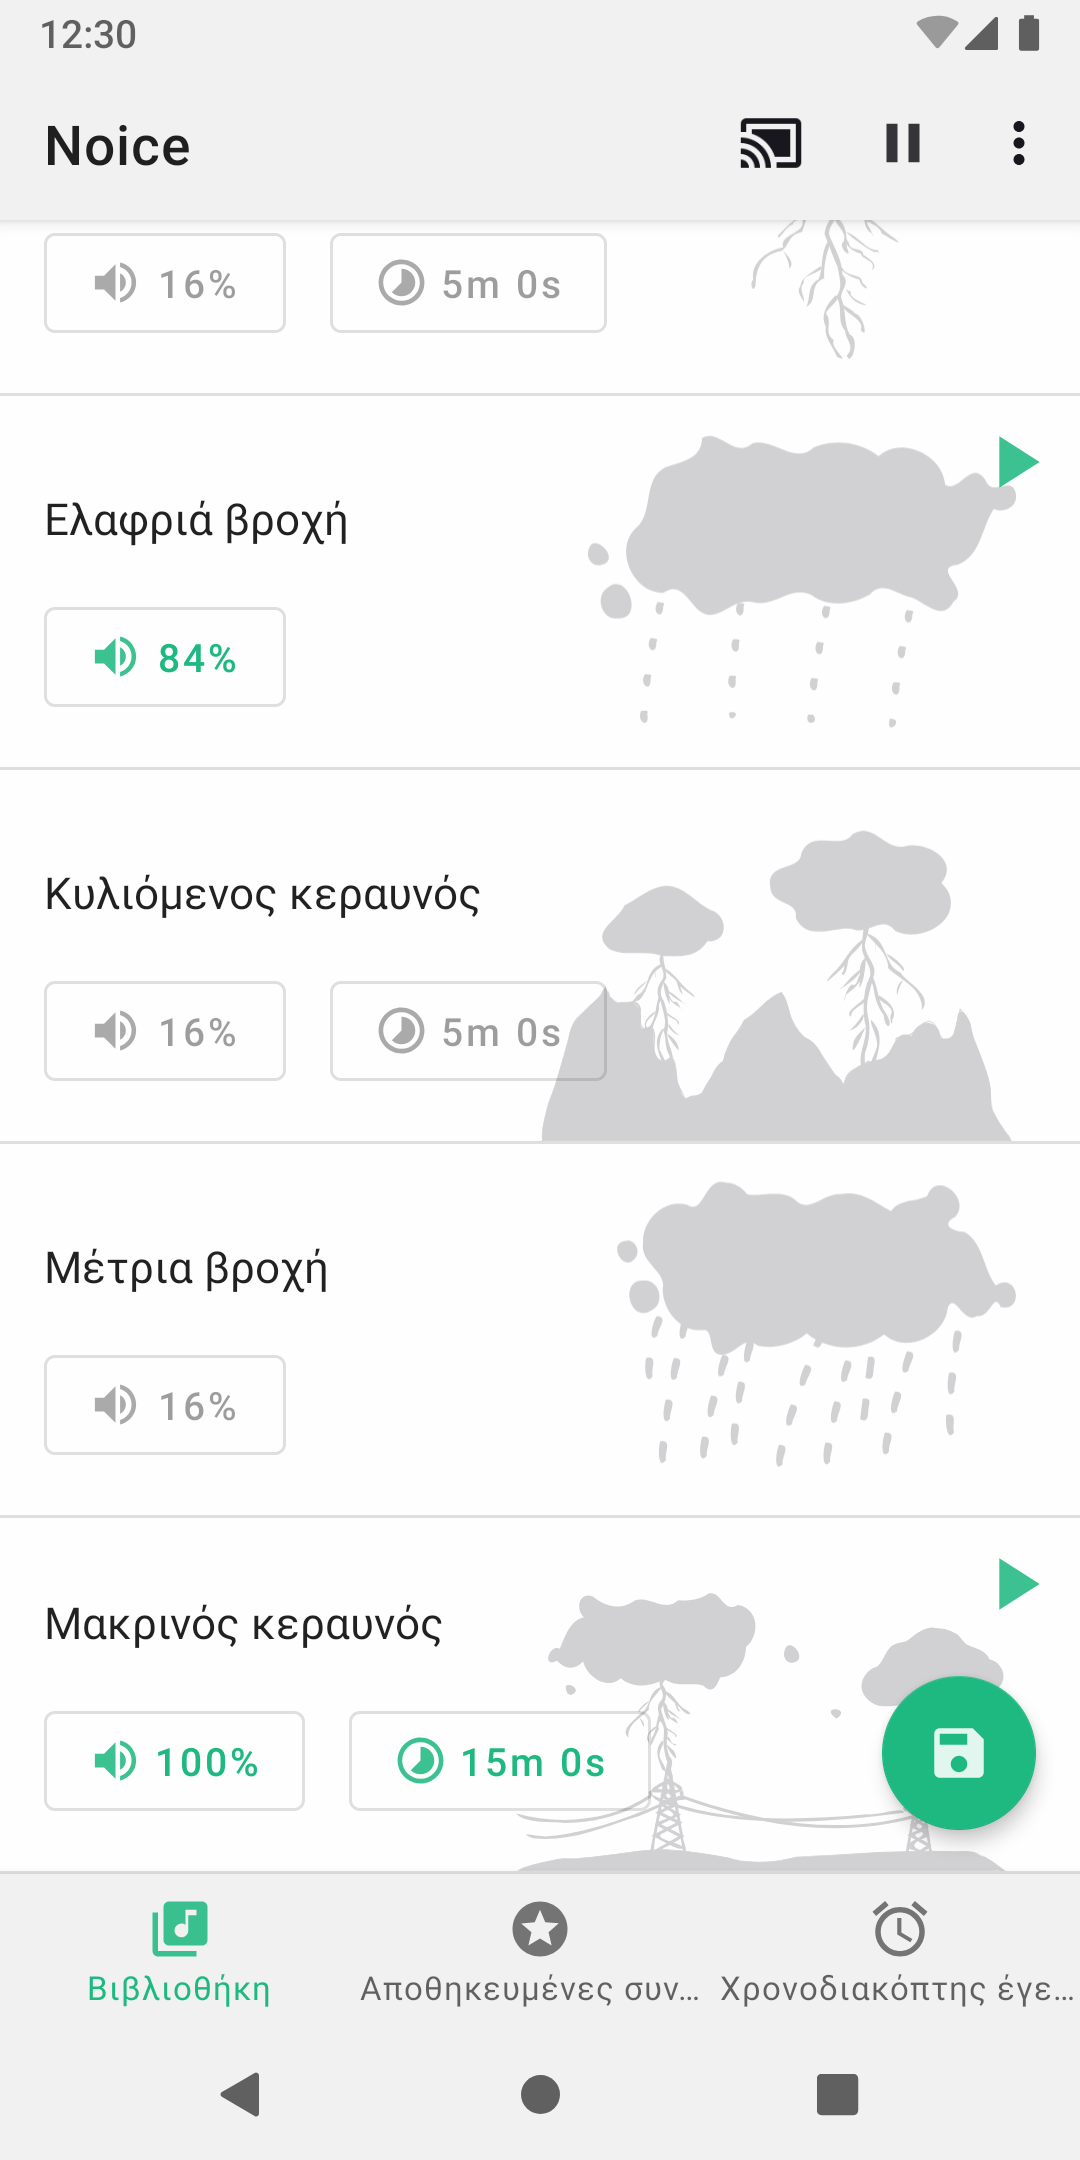 12:30
Noice
16%
5m 0s
Ελαφριά βροχή
84%
Κυλιόμενος κεραυνός
16%
5m 0s
Μέτρια βροχή
16%
Μακρινός κεραυνός
100%
15m 0s
Βιβλιοθήκη
Αποθηκευμένες συν…
Χρονοδιακόπτης έγε…